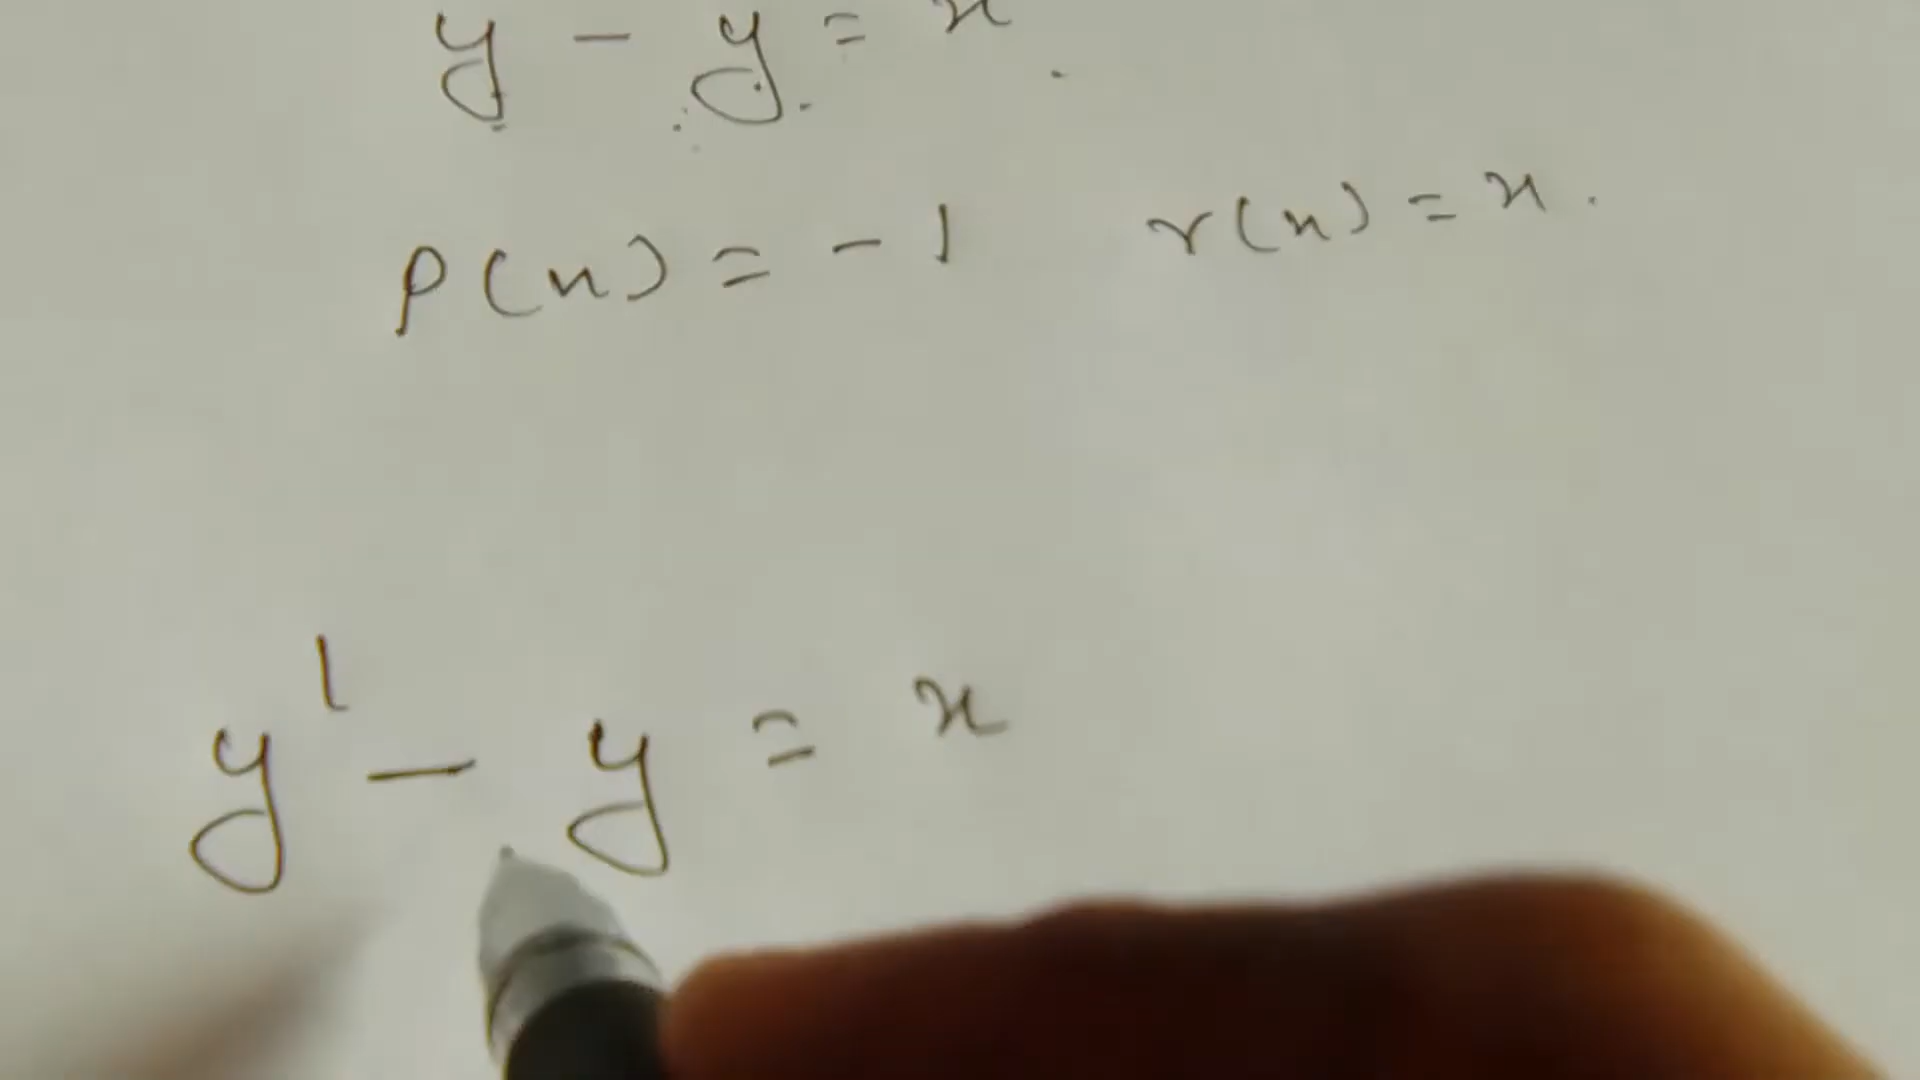 y - y = x
p(x) = -1 r(x) = x.
y' - y = x